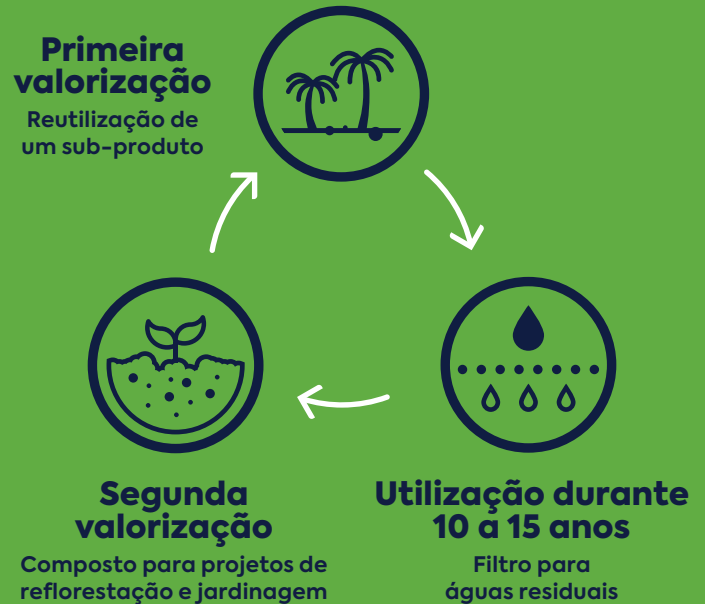 Primeira
valorização
Reutilização de
um sub-produto
Segunda
valorização
Composto para projetos de
reflorestação e jardinagem
Utilização durante
10 a 15 anos
Filtro para
águas residuais